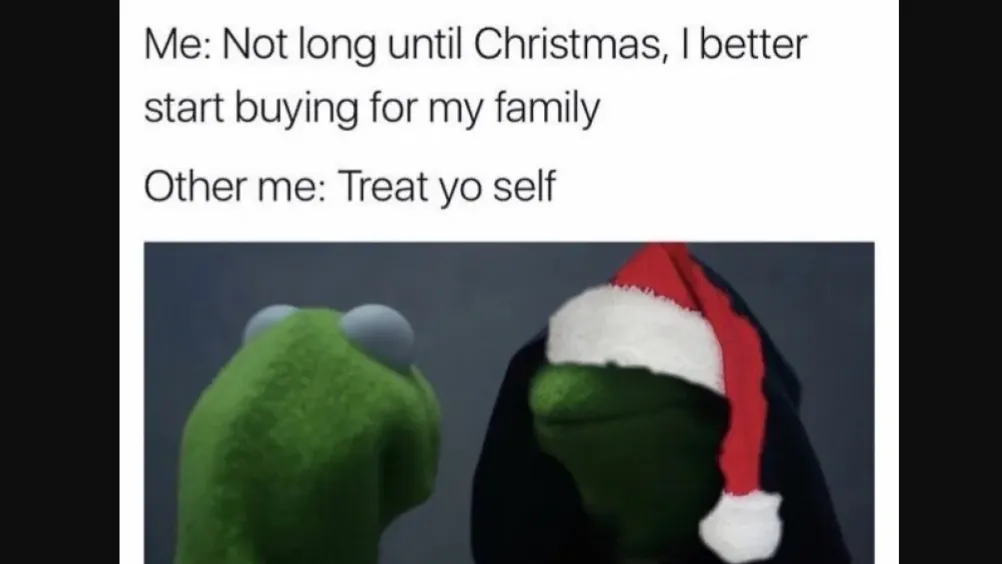 Me: Not long until Christmas, I better
start buying for my family
Other me: Treat yo self